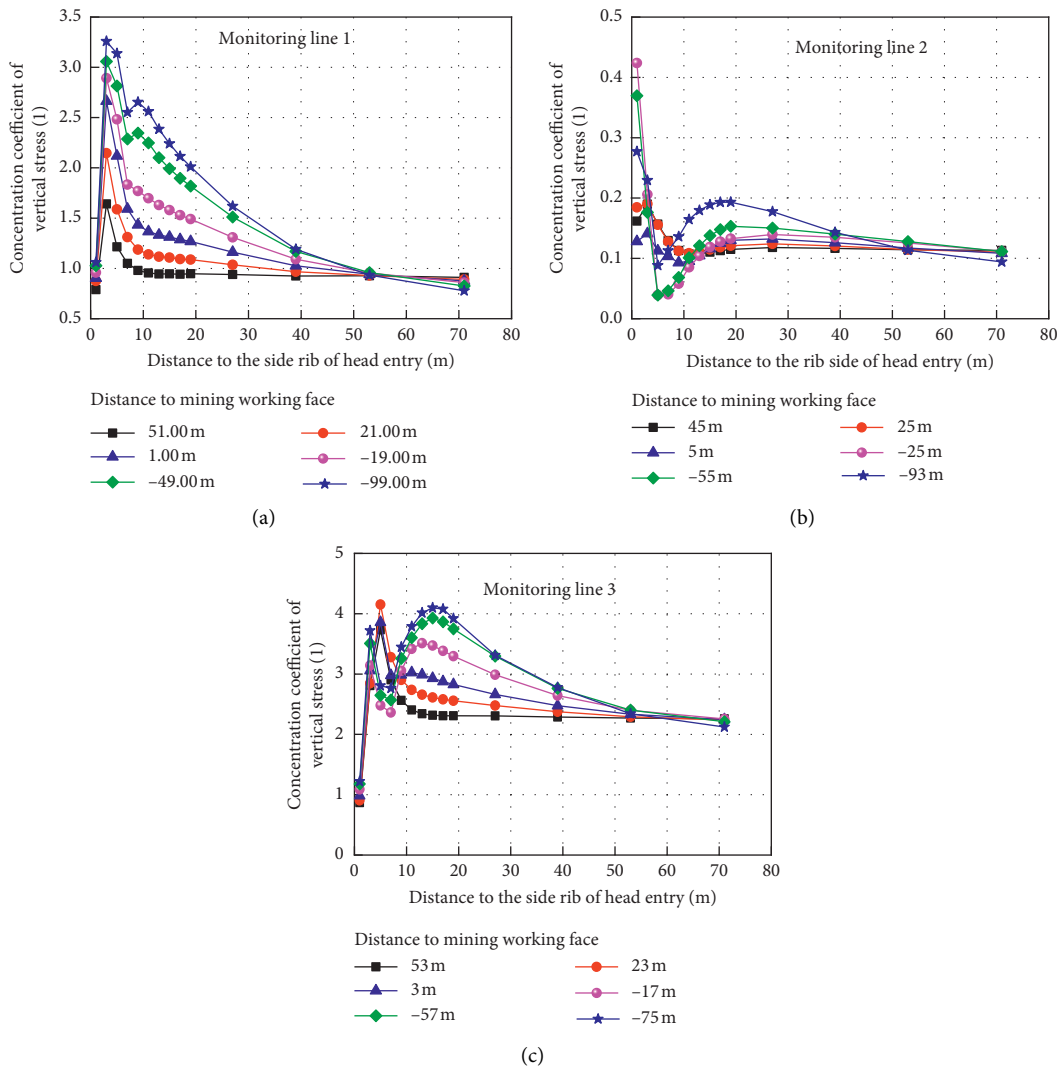 3.5
3.0
2.5
2.0
1.5
1.0
0.5
Concentration coefficient of
vertical stress (1)
Monitoring line 1
0 10 20 30 40 50 60 70 80
Distance to the side rib of head entry (m)
Distance to mining working face
51.00 m 21.00 m
1.00 m –19.00 m
–49.00 m –99.00 m
(a)
0.5
0.4
0.3
0.2
0.1
0.0
Concentration coefficient of
vertical stress (1)
Monitoring line 2
0 10 20 30 40 50 60 70 80
Distance to the rib side of head entry (m)
Distance to mining working face
45 m 25 m
5 m –25 m
–55 m –93 m
(b)
5
4
3
2
1
0
Concentration coefficient of
vertical stress (1)
Monitoring line 3
0 10 20 30 40 50 60 70 80
Distance to the side rib of head entry (m)
Distance to mining working face
53 m 23 m
3 m –17 m
–57 m –75 m
(c)